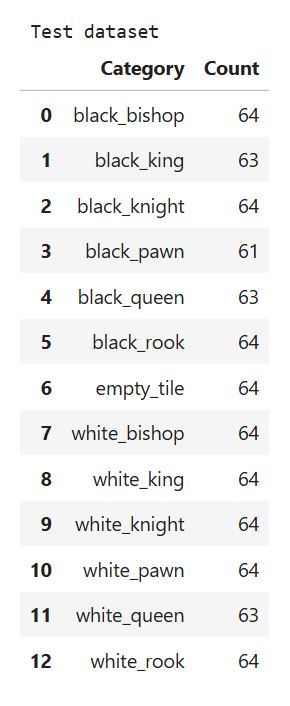 Test dataset
Category Count
0 black_bishop 64
1 black_king 63
2 black_knight 64
3 black_pawn 61
4 black_queen 63
5 black_rook 64
6 empty_tile 64
7 white_bishop 64
8 white_king 64
9 white_knight 64
10 white_pawn 64
11 white_queen 63
12 white_rook 64